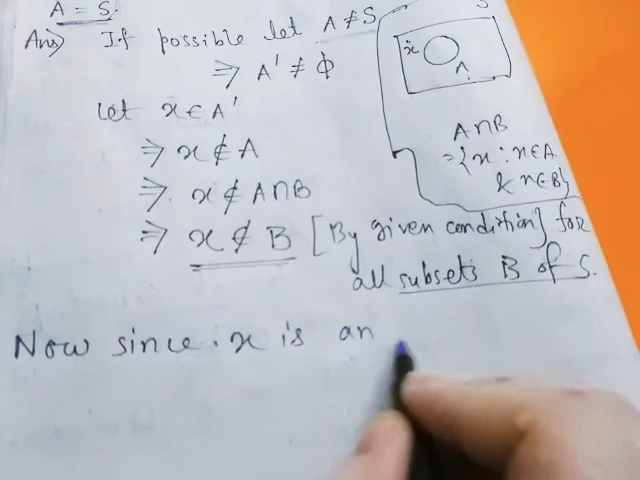 A = S.
Ans) If possible let A ≠ S
⇒ A' ≠ Φ
Let x ∈ A'
⇒ x ∉ A
⇒ x ∉ A∩B
⇒ x ∉ B [By given condition] for
all subsets B of S.
Now since x is an
S
x
A
A∩B
= {x : x∈A
& x∈B}